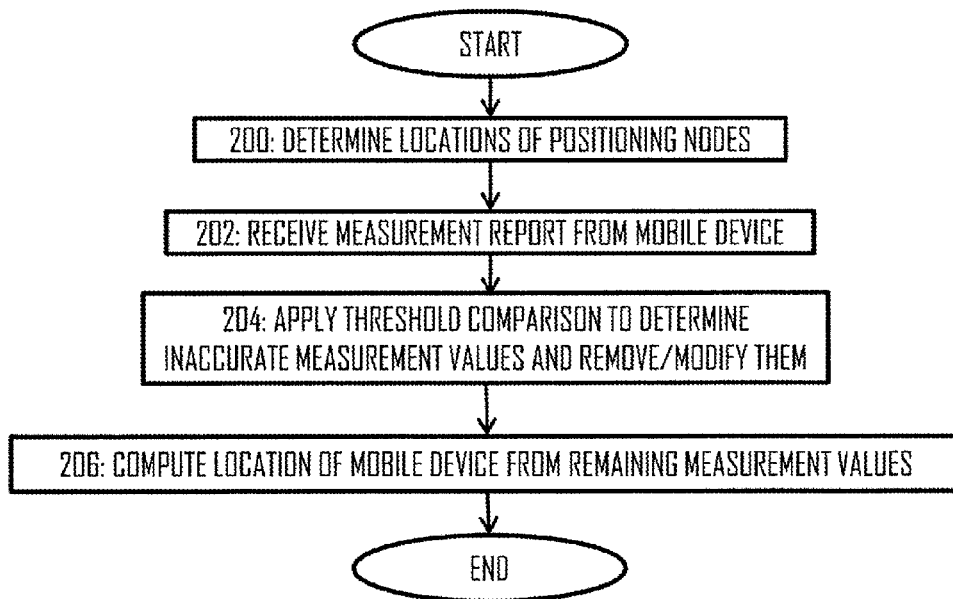 START
200: DETERMINE LOCATIONS OF POSITIONING NODES
202: RECEIVE MEASUREMENT REPORT FROM MOBILE DEVICE
204: APPLY THRESHOLD COMPARISON TO DETERMINE
INACCURATE MEASUREMENT VALUES AND REMOVE/MODIFY THEM
206: COMPUTE LOCATION OF MOBILE DEVICE FROM REMAINING MEASUREMENT VALUES
END